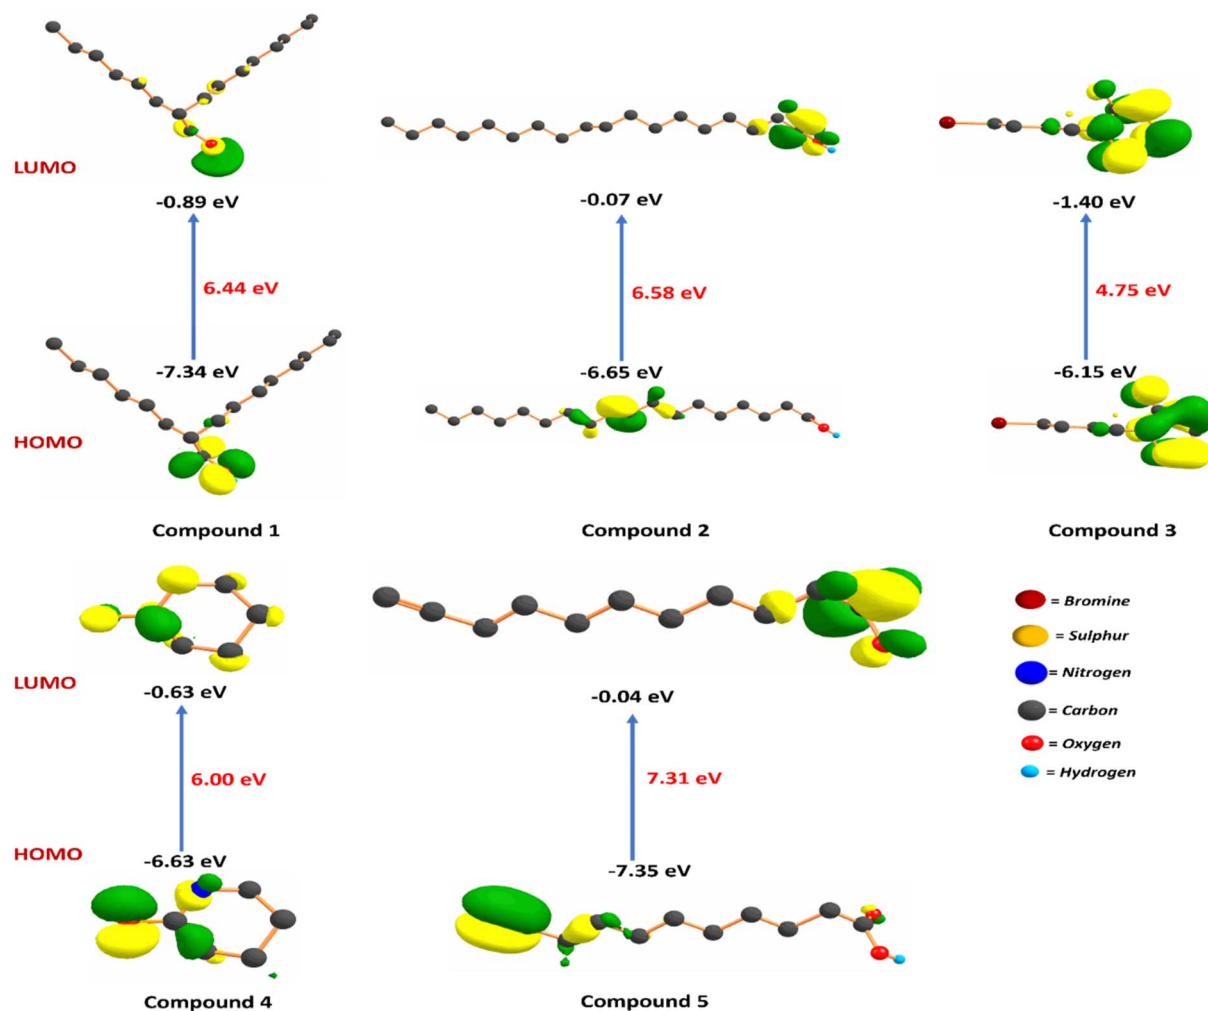 LUMO
-0.89 eV
-0.07 eV
-1.40 eV
6.44 eV
6.58 eV
4.75 eV
-7.34 eV
-6.65 eV
-6.15 eV
HOMO
Compound 1
Compound 2
Compound 3
= Bromine
= Sulphur
= Nitrogen
= Carbon
= Oxygen
= Hydrogen
LUMO
-0.63 eV
-0.04 eV
6.00 eV
7.31 eV
HOMO
-6.63 eV
-7.35 eV
Compound 4
Compound 5